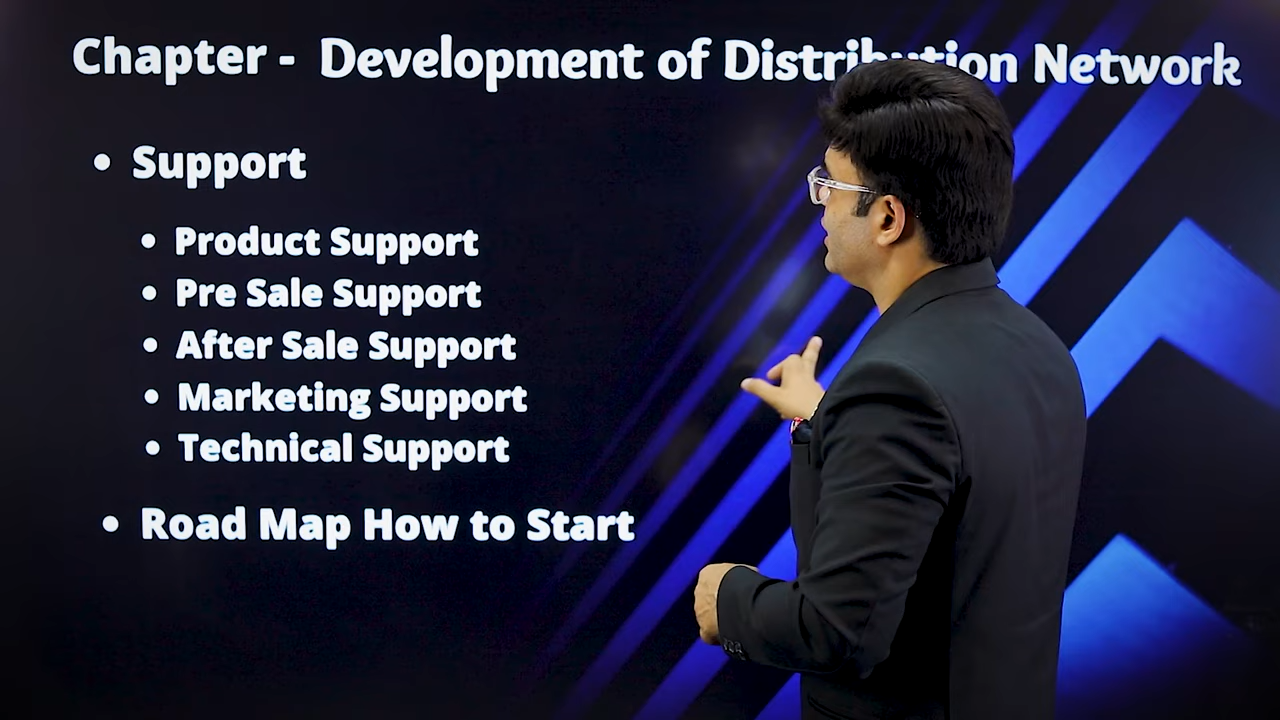 Chapter - Development of Distribution Network
• Support
• Product Support
• Pre Sale Support
• After Sale Support
• Marketing Support
• Technical Support
• Road Map How to Start